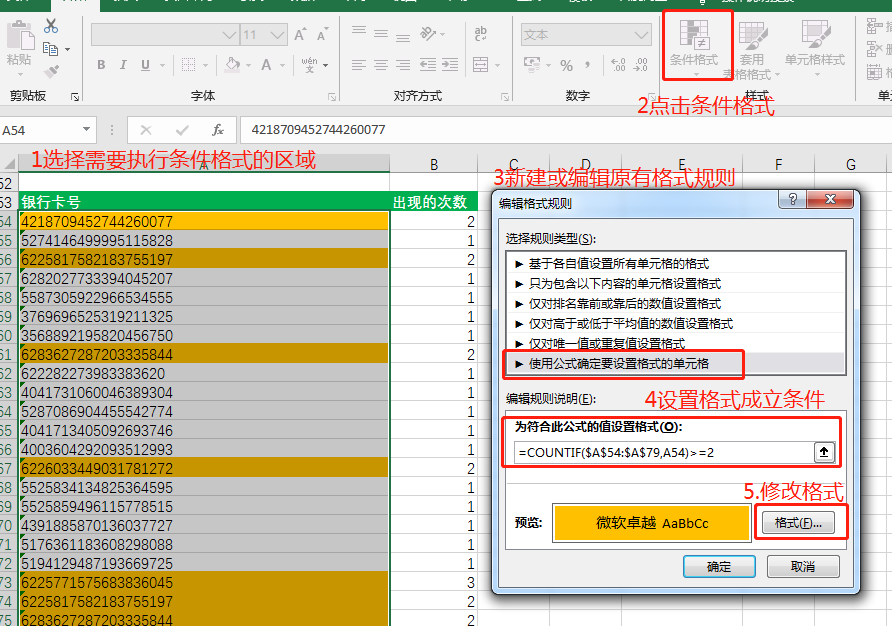 11
文本
粘贴
条件格式
套用
表格格式
单元格样式
剪贴板
字体
对齐方式
数字
样式
2点击条件格式
A54
4218709452744260077
1选择需要执行条件格式的区域
A B C D E F G
52
3新建或编辑原有格式规则
53 银行卡号 出现的次数
54 4218709452744260077 2
55 5274146499995115828 1
56 6225817582183755197 2
57 6282027733394045207 1
58 5587305922966534555 1
59 3769696525319211325 1
60 3568892195820456750 1
61 6283627287203335844 2
62 622282273983383620 1
63 4041731060046389304 1
64 5287086904455542774 1
65 4041713405092693746 1
66 4003604292093512993 1
67 6226033449031781272 2
68 5525834134825364595 1
69 5525859496115778515 1
70 4391885870136037727 1
71 5176361183608298088 1
72 5194129487193669725 1
73 6225771575683836045 3
74 6225817582183755197 2
75 6283627287203335844 2
编辑格式规则
选择规则类型(S):
► 基于各自值设置所有单元格的格式
► 只为包含以下内容的单元格设置格式
► 仅对排名靠前或靠后的数值设置格式
► 仅对高于或低于平均值的数值设置格式
► 仅对唯一值或重复值设置格式
► 使用公式确定要设置格式的单元格
编辑规则说明(E):
4设置格式成立条件
为符合此公式的值设置格式(O):
=COUNTIF($A$54:$A$79,A54)>=2
5.修改格式
预览:
微软卓越 AaBbCc
格式(F)...
确定
取消